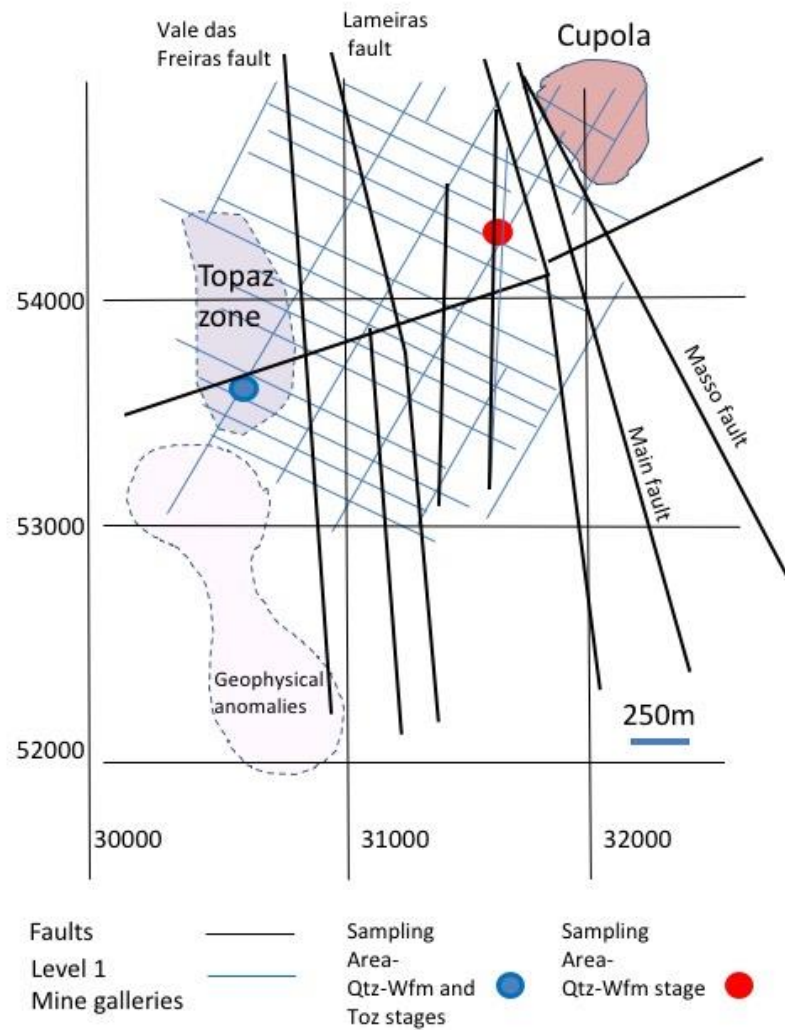 Vale das
Freiras fault
Lameiras
fault
Cupola
Topaz
zone
54000
Masso fault
Main fault
53000
Geophysical
anomalies
250m
52000
30000
31000
32000
Faults
Level 1
Mine galleries
Sampling
Area-
Qtz-Wfm and
Toz stages
Sampling
Area-
Qtz-Wfm stage